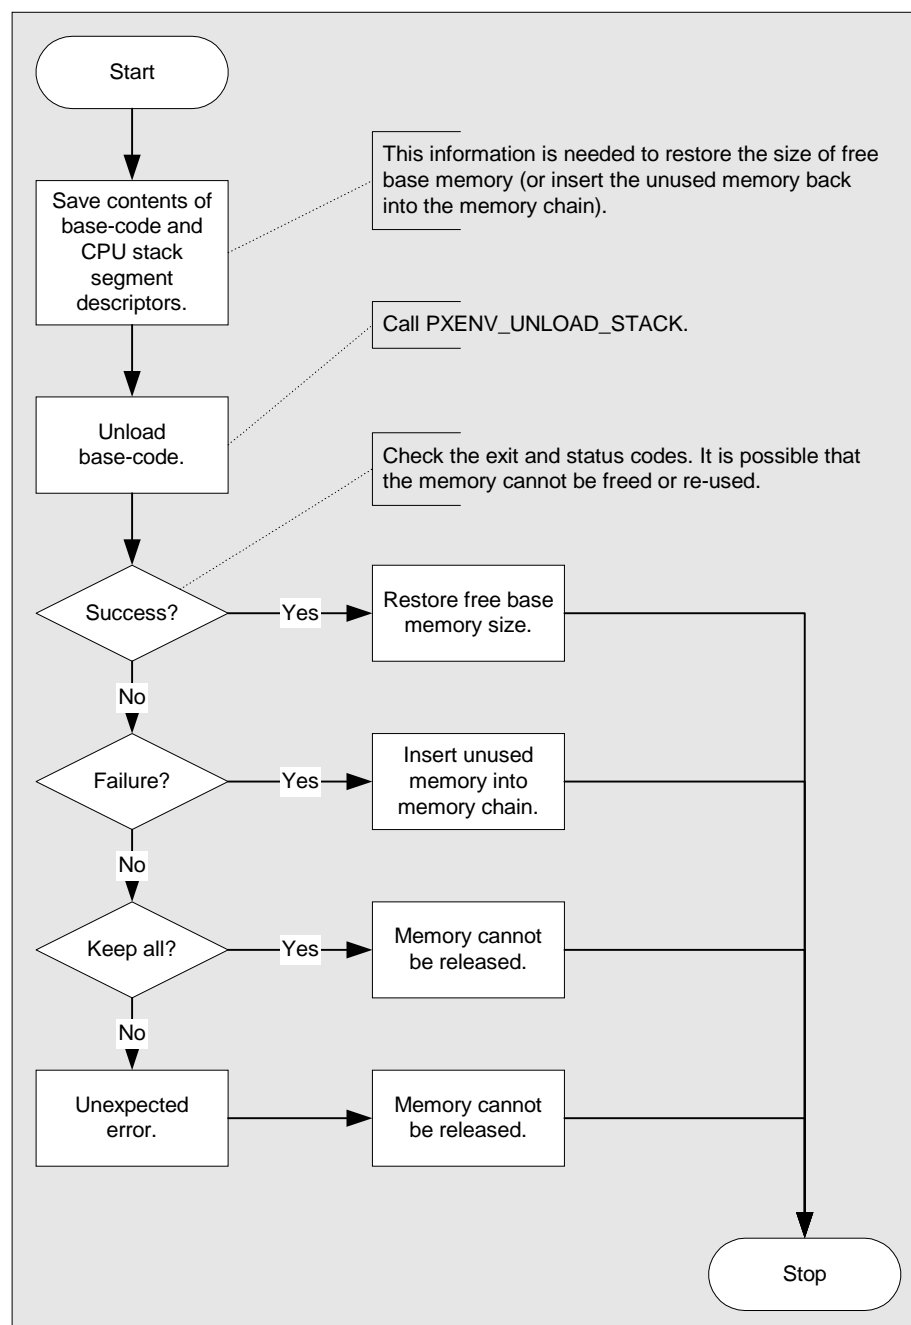 Start
This information is needed to restore the size of free
base memory (or insert the unused memory back
into the memory chain).
Save contents of
base-code and
CPU stack
segment
descriptors.
Call PXENV_UNLOAD_STACK.
Unload
base-code.
Check the exit and status codes. It is possible that
the memory cannot be freed or re-used.
Success?
Yes
Restore free base
memory size.
No
Failure?
Yes
Insert unused
memory into
memory chain.
No
Keep all?
Yes
Memory cannot
be released.
No
Unexpected
error.
Memory cannot
be released.
Stop